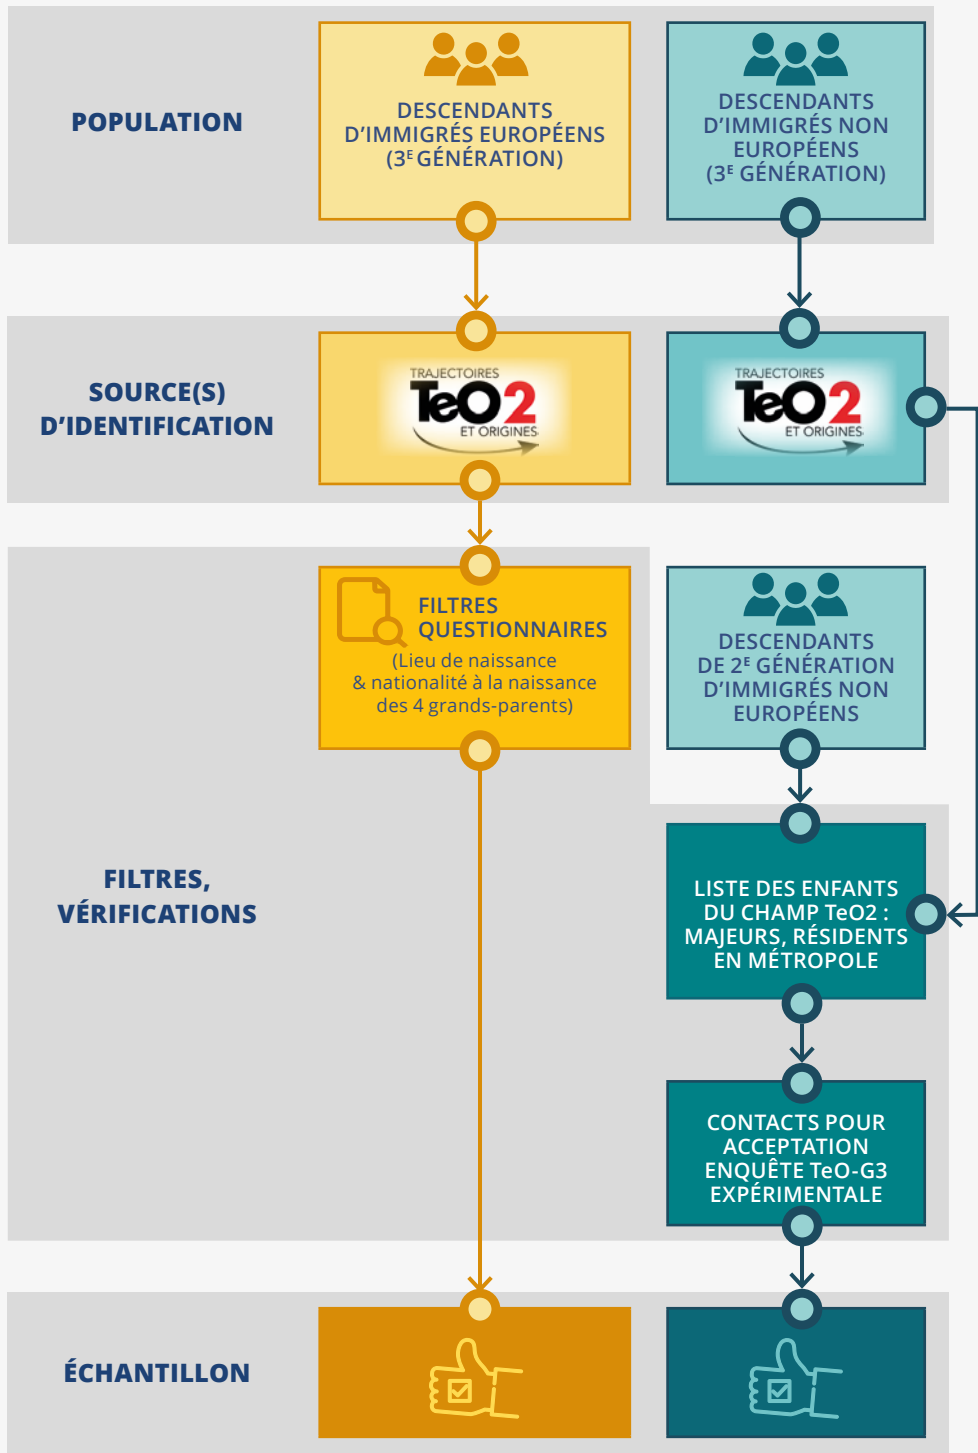 POPULATION
DESCENDANTS
D'IMMIGRÉS EUROPÉENS
(3E GÉNÉRATION)
DESCENDANTS
D'IMMIGRÉS NON
EUROPÉENS
(3E GÉNÉRATION)
SOURCE(S)
D'IDENTIFICATION
TRAJECTOIRES
TeO2
ET ORIGINES
TRAJECTOIRES
TeO2
ET ORIGINES
FILTRES,
VÉRIFICATIONS
FILTRES
QUESTIONNAIRES
(Lieu de naissance
& nationalité à la naissance
des 4 grands-parents)
DESCENDANTS
DE 2E GÉNÉRATION
D'IMMIGRÉS NON
EUROPÉENS
LISTE DES ENFANTS
DU CHAMP TeO2 :
MAJEURS, RÉSIDENTS
EN MÉTROPOLE
CONTACTS POUR
ACCEPTATION
ENQUÊTE TeO-G3
EXPÉRIMENTALE
ÉCHANTILLON